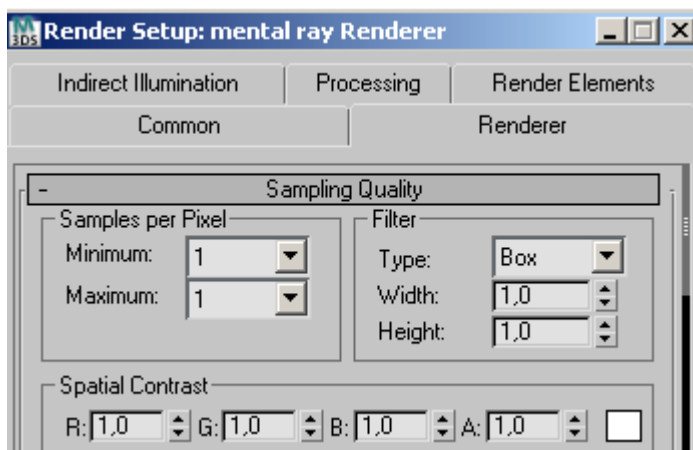 M
3DS Render Setup: mental ray Renderer
Indirect Illumination Processing Render Elements
Common Renderer
- Sampling Quality
Samples per Pixel Filter
Minimum: 1 Type: Box
Maximum: 1 Width: 1,0
Height: 1,0
Spatial Contrast
R: 1,0 G: 1,0 B: 1,0 A: 1,0